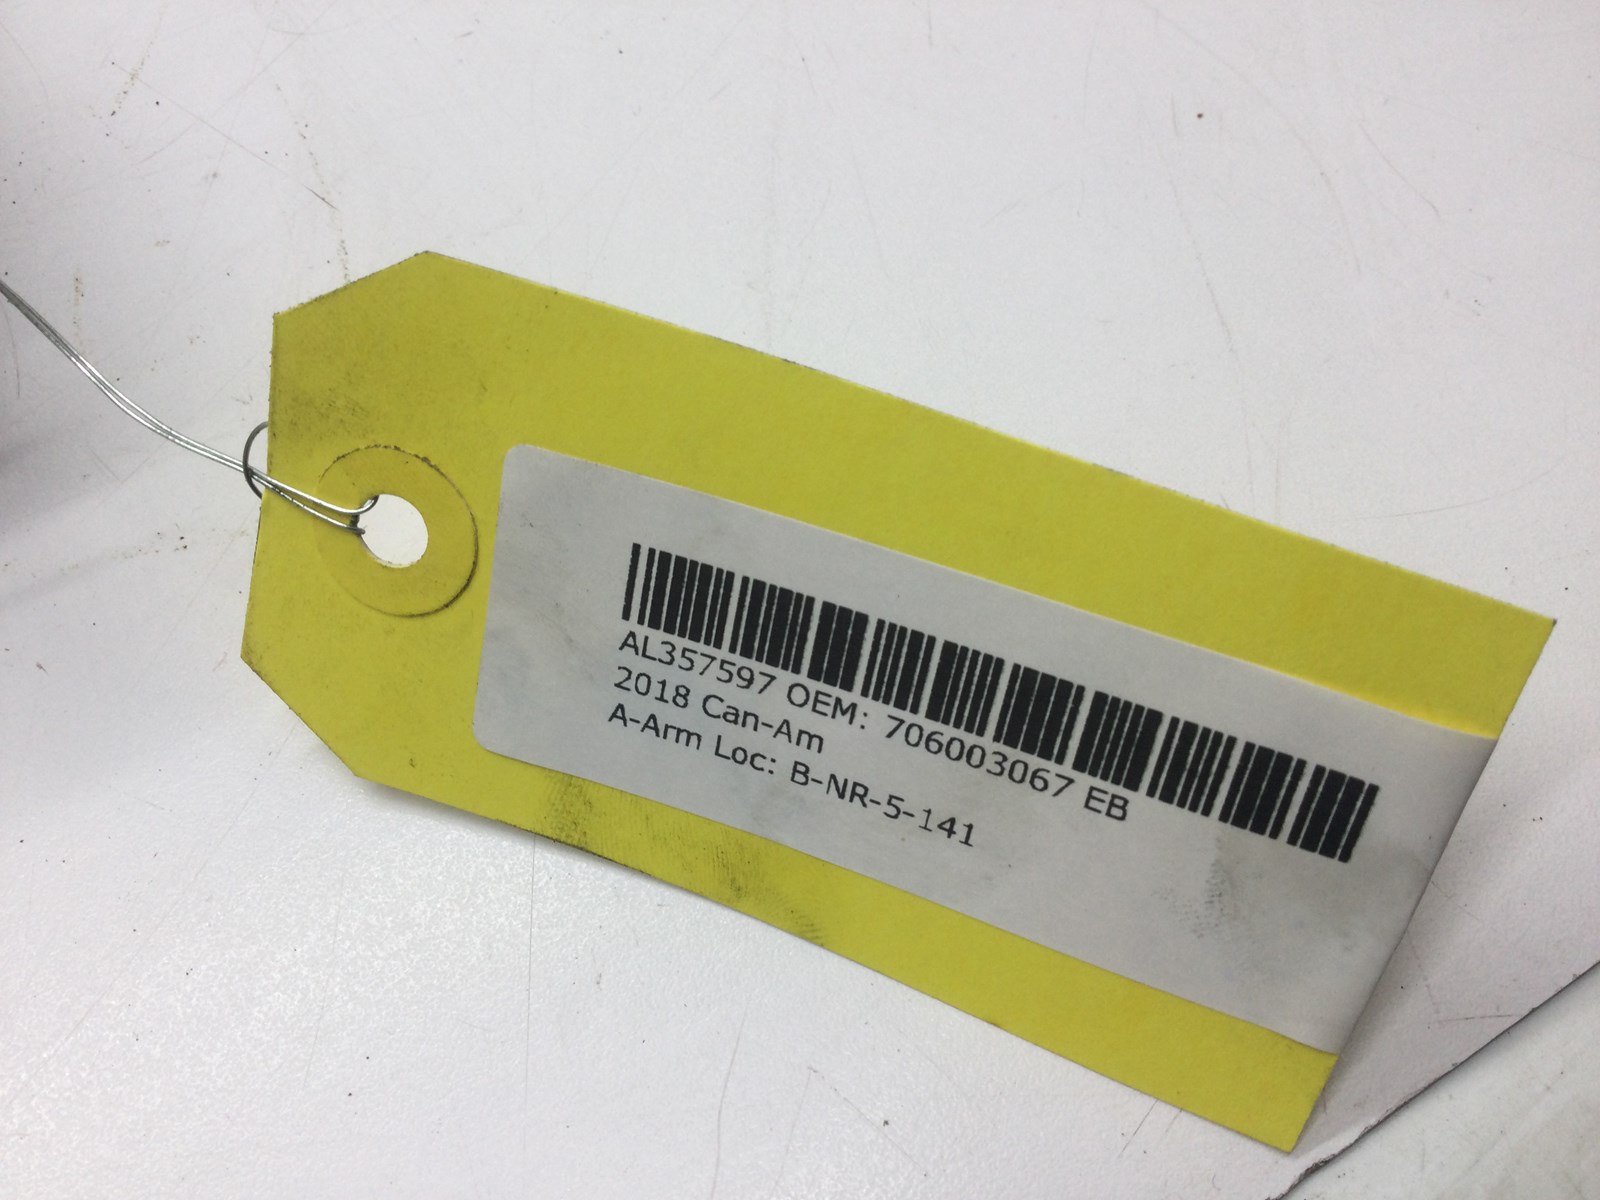 AL357597 OEM: 706003067 EB
2018 Can-Am
A-Arm Loc: B-NR-5-141